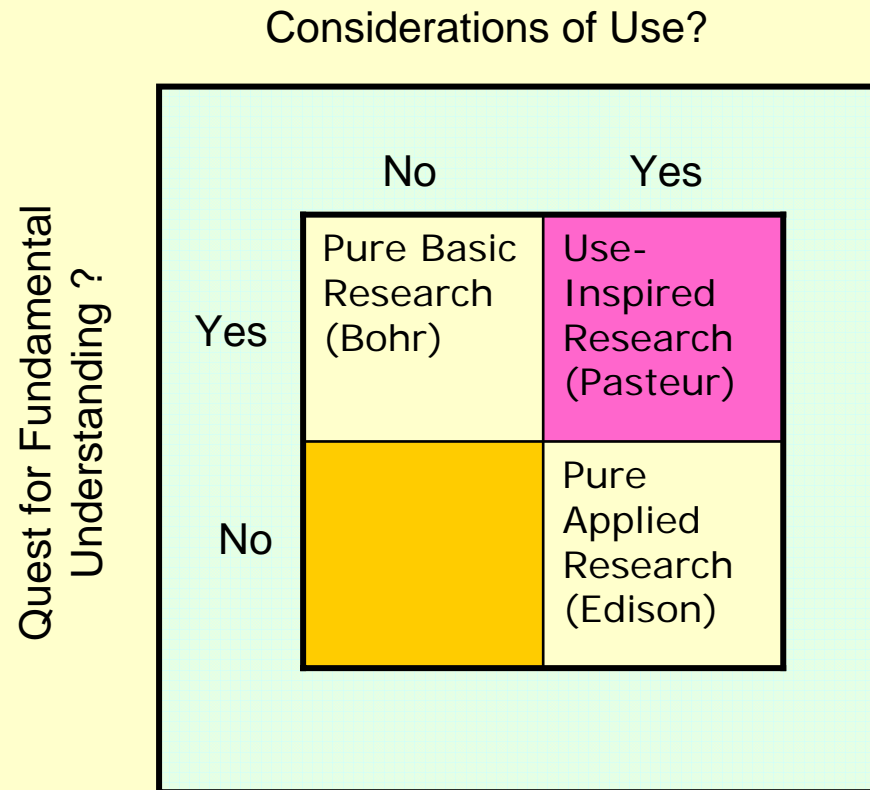 Considerations of Use?
Quest for Fundamental
Understanding ?
No
Yes
Yes
Pure Basic
Research
(Bohr)
Use-
Inspired
Research
(Pasteur)
No
Pure
Applied
Research
(Edison)